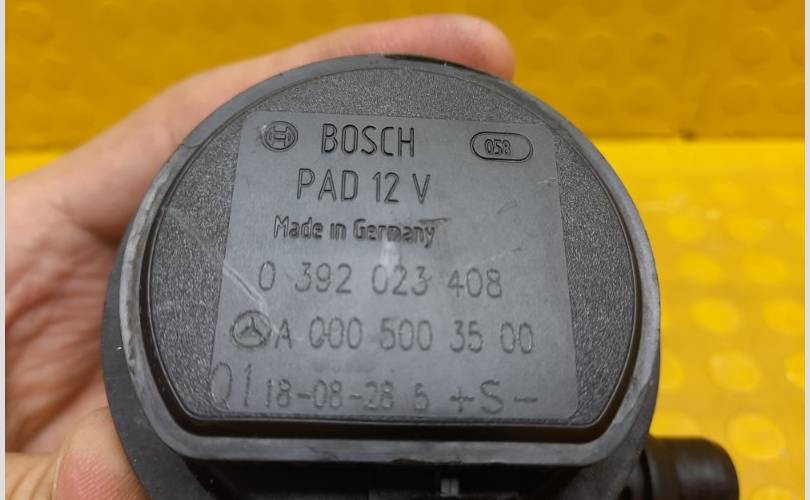 BOSCH 058
PAD 12 V
Made in Germany
0 392 023 408
A 000 500 35 00
01 18-08-28 6 +S-